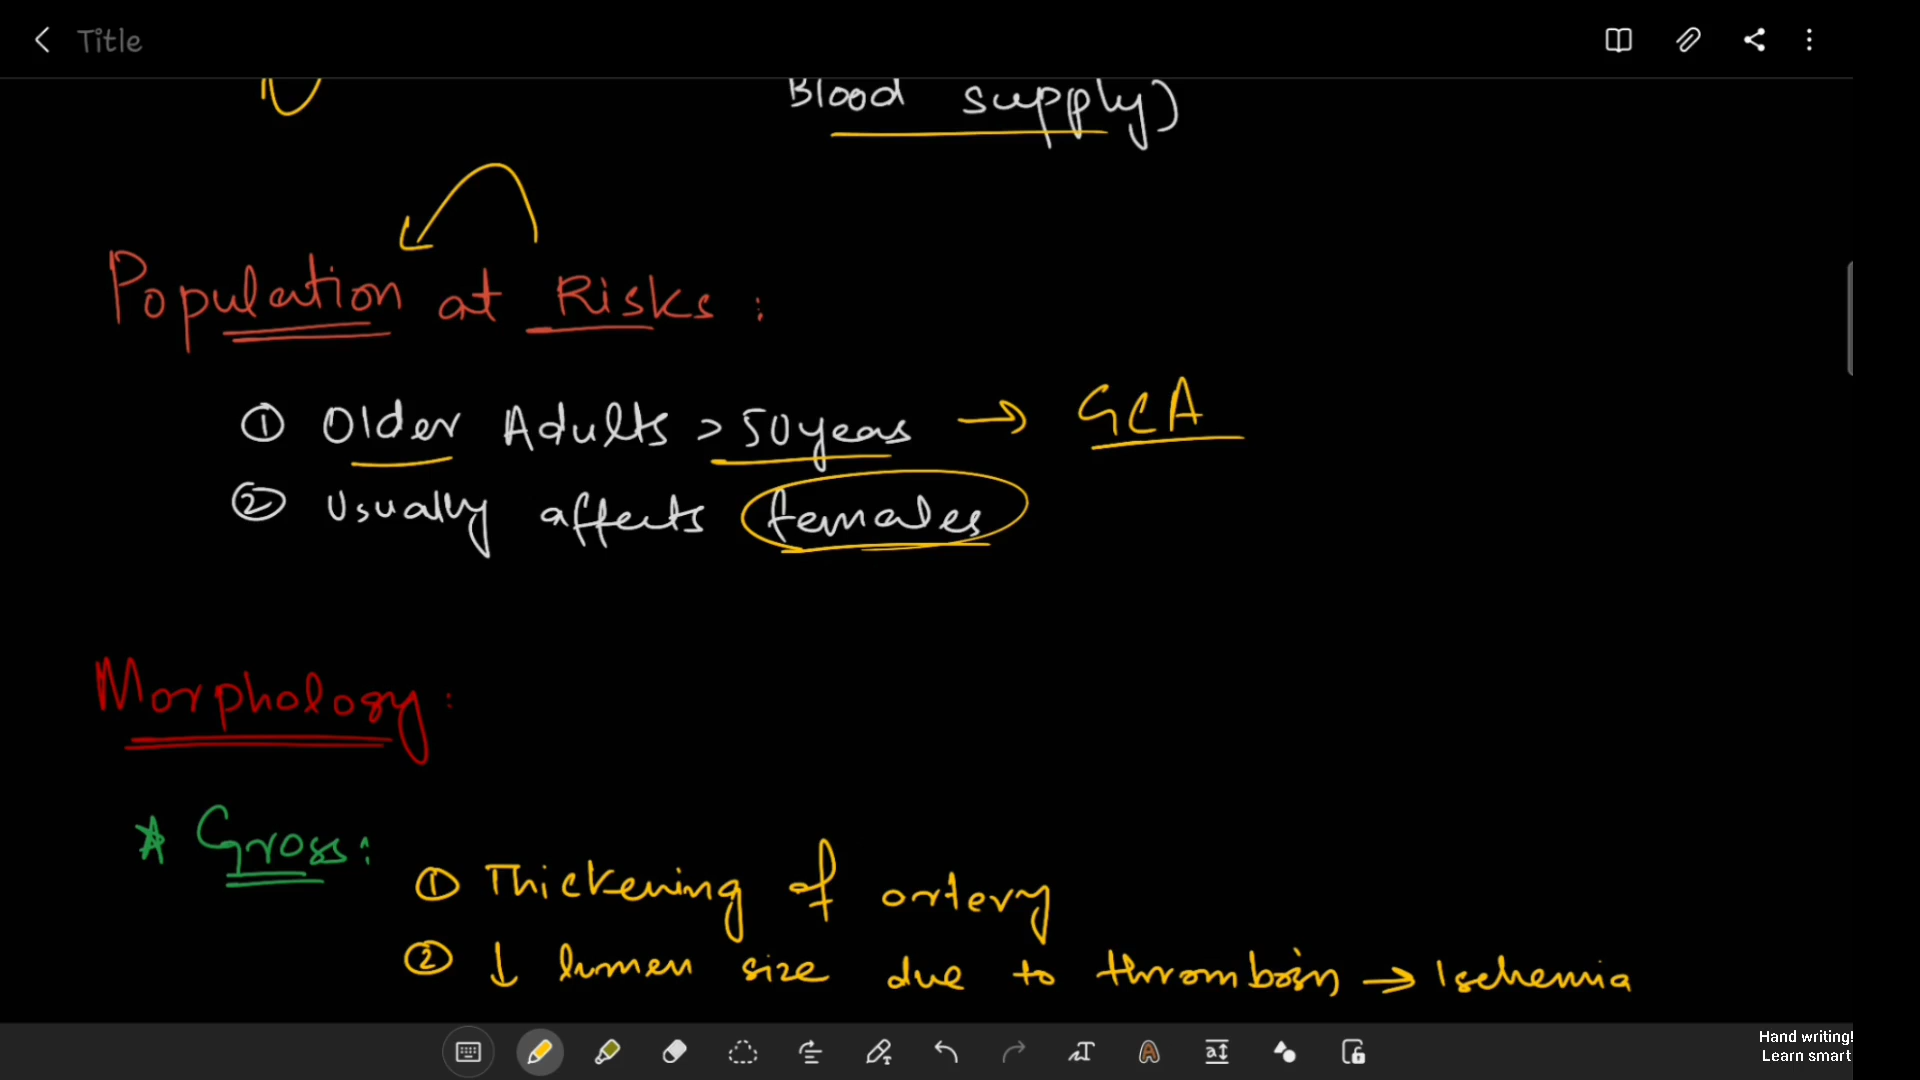 Title
Blood supply)
Population at Risks :
① Older Adults > 50 yeas → GCA
② Usually affects females
Morphology :
* Gross :
① Thickening of artery
② ↓ lumen size due to thrombosis → Ischemia
Hand writing!
Learn smart